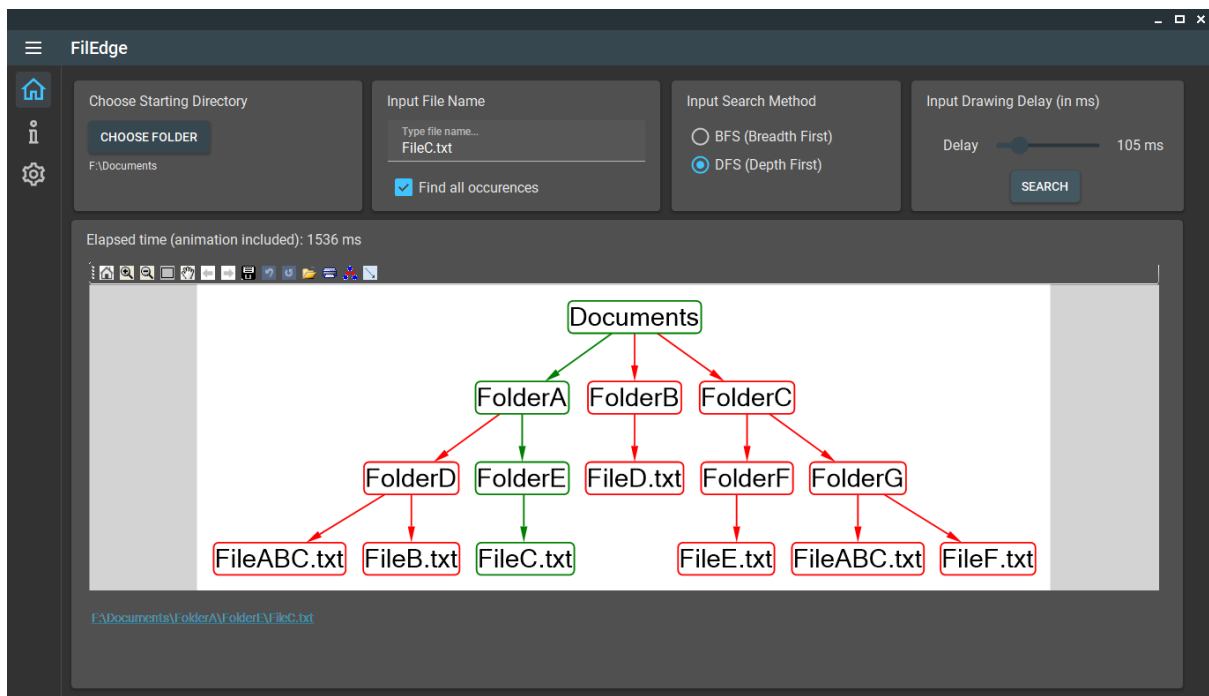 FilEdge
Choose Starting Directory
CHOOSE FOLDER
F:\Documents
Input File Name
Type file name...
FileC.txt
Find all occurences
Input Search Method
BFS (Breadth First)
DFS (Depth First)
Input Drawing Delay (in ms)
Delay 105 ms
SEARCH
Elapsed time (animation included): 1536 ms
Documents
FolderA FolderB FolderC
FolderD FolderE FileD.txt FolderF FolderG
FileABC.txt FileB.txt FileC.txt FileE.txt FileABC.txt FileF.txt
F:\Documents\FolderA\FolderE\FileC.txt